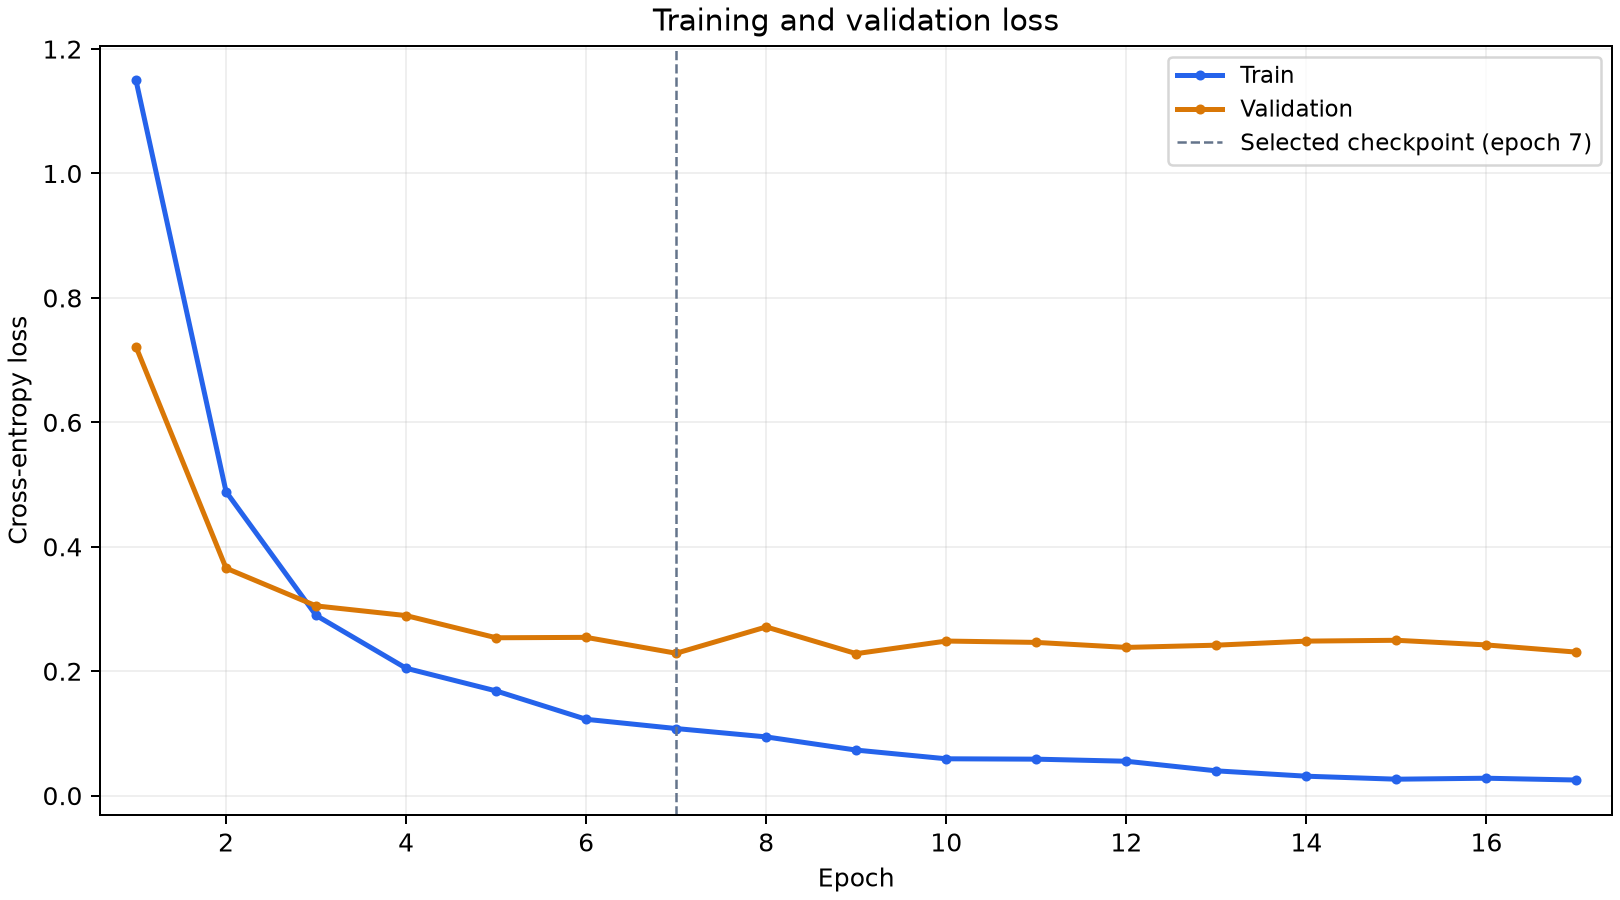 Training and validation loss
Train
Validation
Selected checkpoint (epoch 7)
Cross-entropy loss
1.2
1.0
0.8
0.6
0.4
0.2
0.0
2 4 6 8 10 12 14 16
Epoch